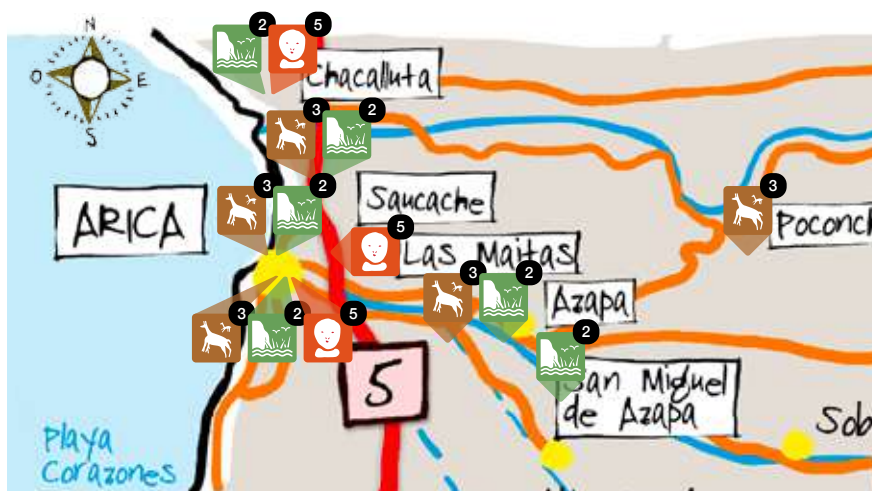 N
2
5
O
E
Chacalluta
S
3
2
3
2
Saucache
3
ARICA
Poconch
5
Las Maitas
3
2
Azapa
3
2
5
2
5
San Miguel
de Azapa
Sob
Playa
Corazones